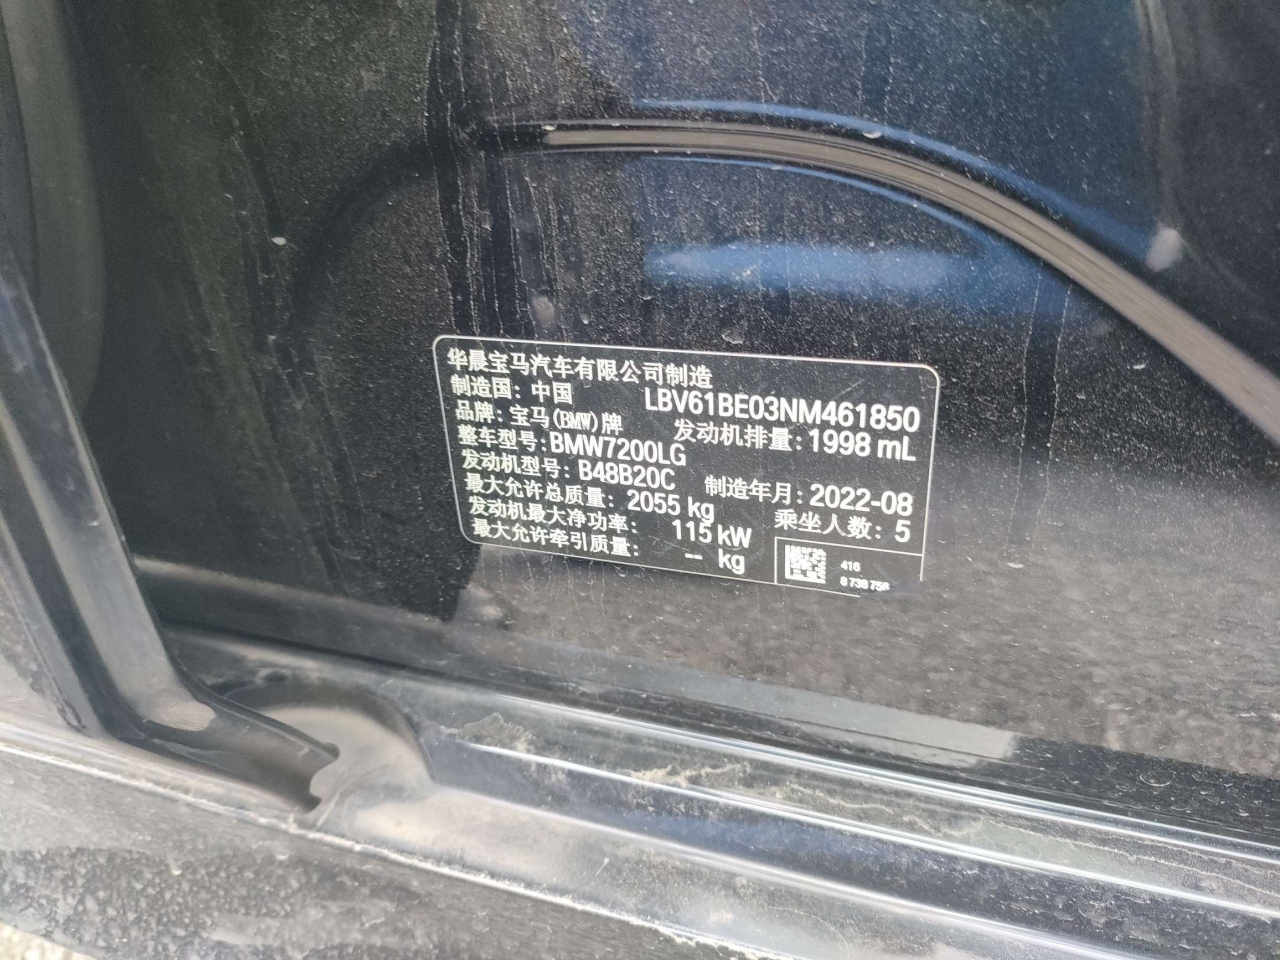 华晨宝马汽车有限公司制造
制造国: 中国
LBV61BE03NM461850
品牌: 宝马(BMW)牌
发动机排量: 1998 mL
整车型号: BMW7200LG
发动机型号: B48B20C
制造年月: 2022-08
最大允许总质量: 2055 kg
乘坐人数: 5
发动机最大净功率: 115 kW
最大允许牵引质量: -- kg
416
8 738 756